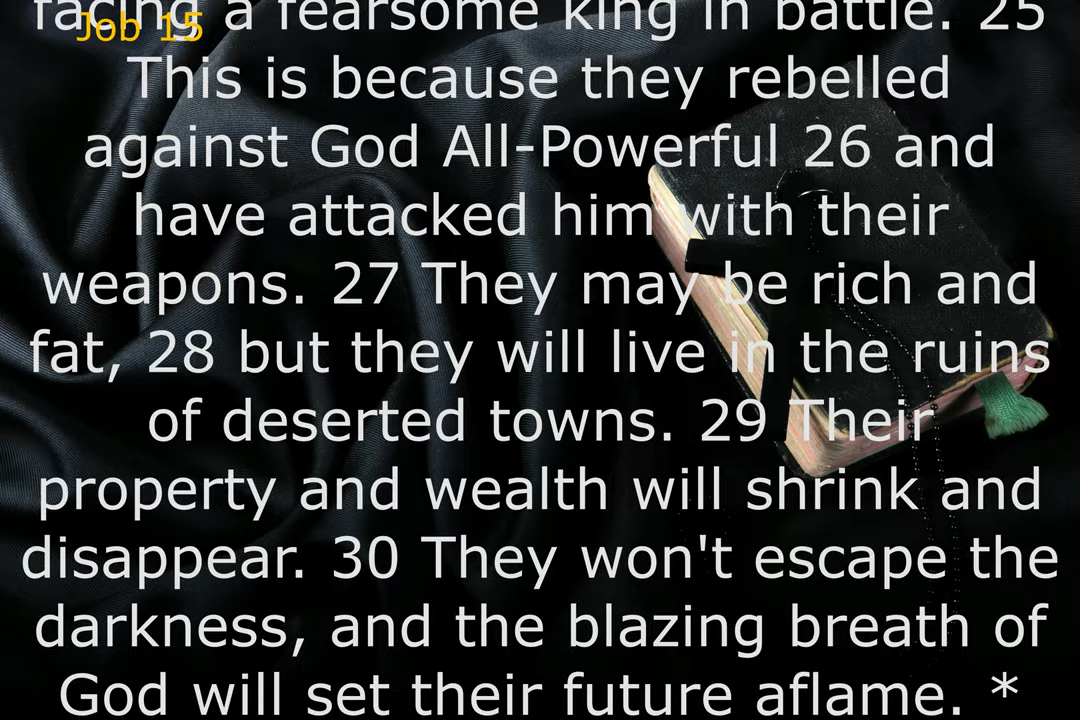 facing a fearsome king in battle. 25
Job 15
This is because they rebelled
against God All-Powerful 26 and
have attacked him with their
weapons. 27 They may be rich and
fat, 28 but they will live in the ruins
of deserted towns. 29 Their
property and wealth will shrink and
disappear. 30 They won't escape the
darkness, and the blazing breath of
God will set their future aflame. *